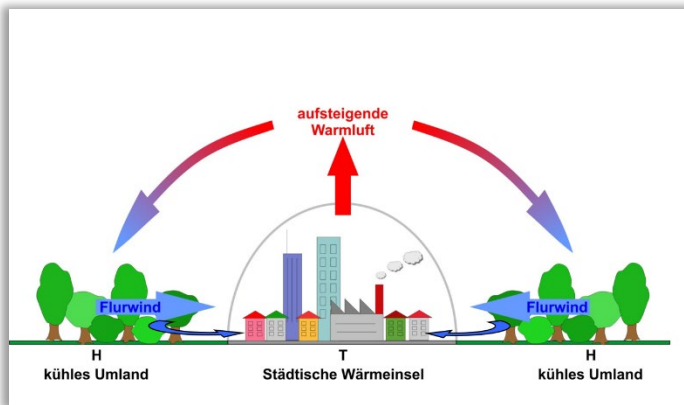 aufsteigende
Warmluft
Flurwind
Flurwind
H
T
H
kühles Umland
Städtische Wärmeinsel
kühles Umland